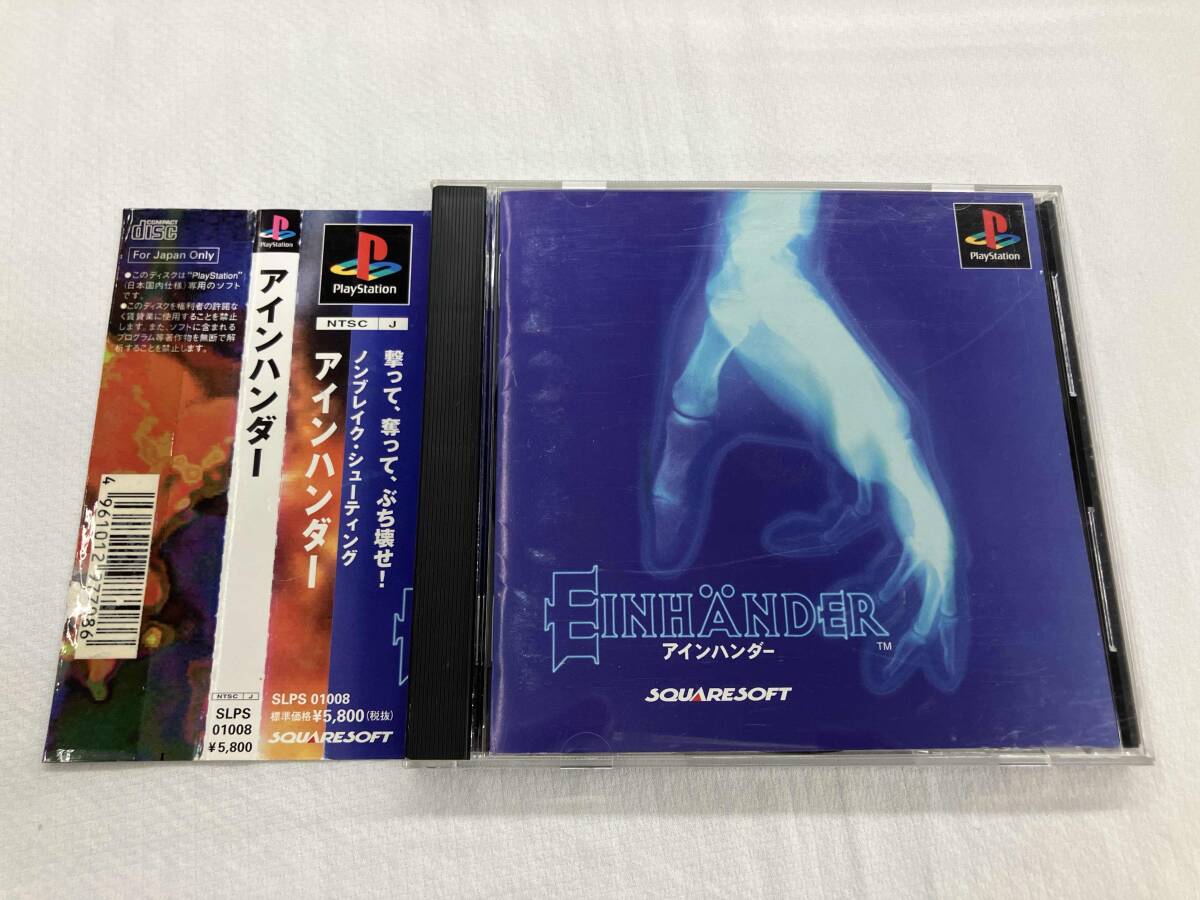 COMPACT
disc
For Japan Only
●このディスクは"PlayStation"
(日本国内仕様)専用のソフト
です。
●このディスクを権利者の許諾な
く賃貸業に使用することを禁止
します。また、ソフトに含まれる
プログラム等著作物を無断で解
析することを禁止します。
PlayStation
アインハンダー
NTSC J
SLPS
01008
¥5,800
PlayStation
NTSC J
撃って、奪って、ぶち壊せ!
ノンブレイク・シューティング
アインハンダー
SLPS 01008
標準価格¥5,800(税抜)
SQUARESOFT
PlayStation
EINHÄNDER
TM
アインハンダー
SQUARESOFT